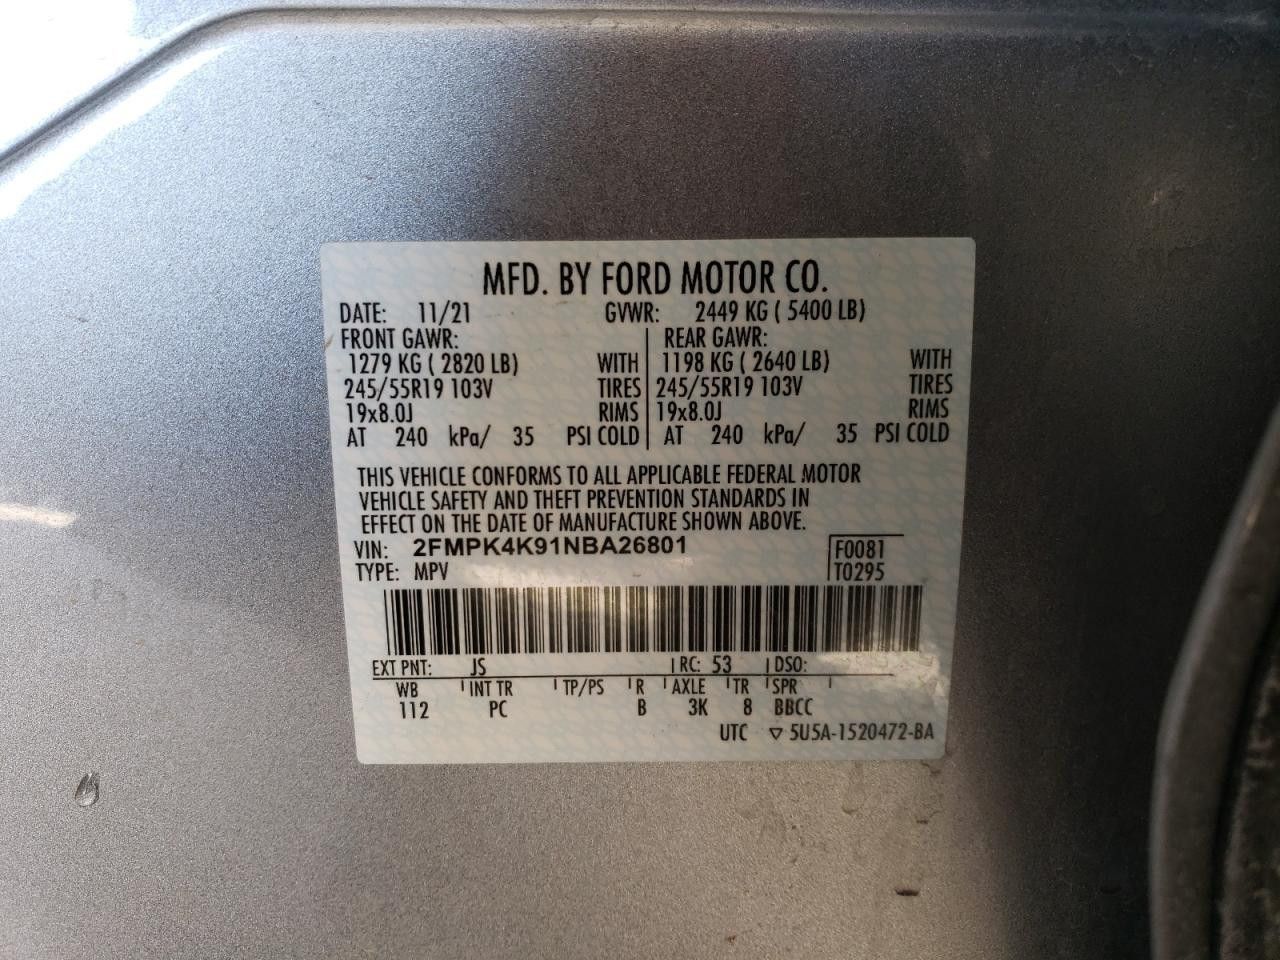 MFD. BY FORD MOTOR CO.
DATE: 11/21 GVWR: 2449 KG ( 5400 LB)
FRONT GAWR: REAR GAWR:
1279 KG ( 2820 LB) WITH 1198 KG ( 2640 LB) WITH
245/55R19 103V TIRES 245/55R19 103V TIRES
19x8.0J RIMS 19x8.0J RIMS
AT 240 kPa/ 35 PSI COLD AT 240 kPa/ 35 PSI COLD
THIS VEHICLE CONFORMS TO ALL APPLICABLE FEDERAL MOTOR
VEHICLE SAFETY AND THEFT PREVENTION STANDARDS IN
EFFECT ON THE DATE OF MANUFACTURE SHOWN ABOVE.
VIN: 2FMPK4K91NBA26801 F0081
TYPE: MPV T0295
EXT PNT: JS RC: 53 DSO:
WB INT TR TP/PS R AXLE TR SPR
112 PC B 3K 8 BBCC
UTC ▽ 5U5A-1520472-BA